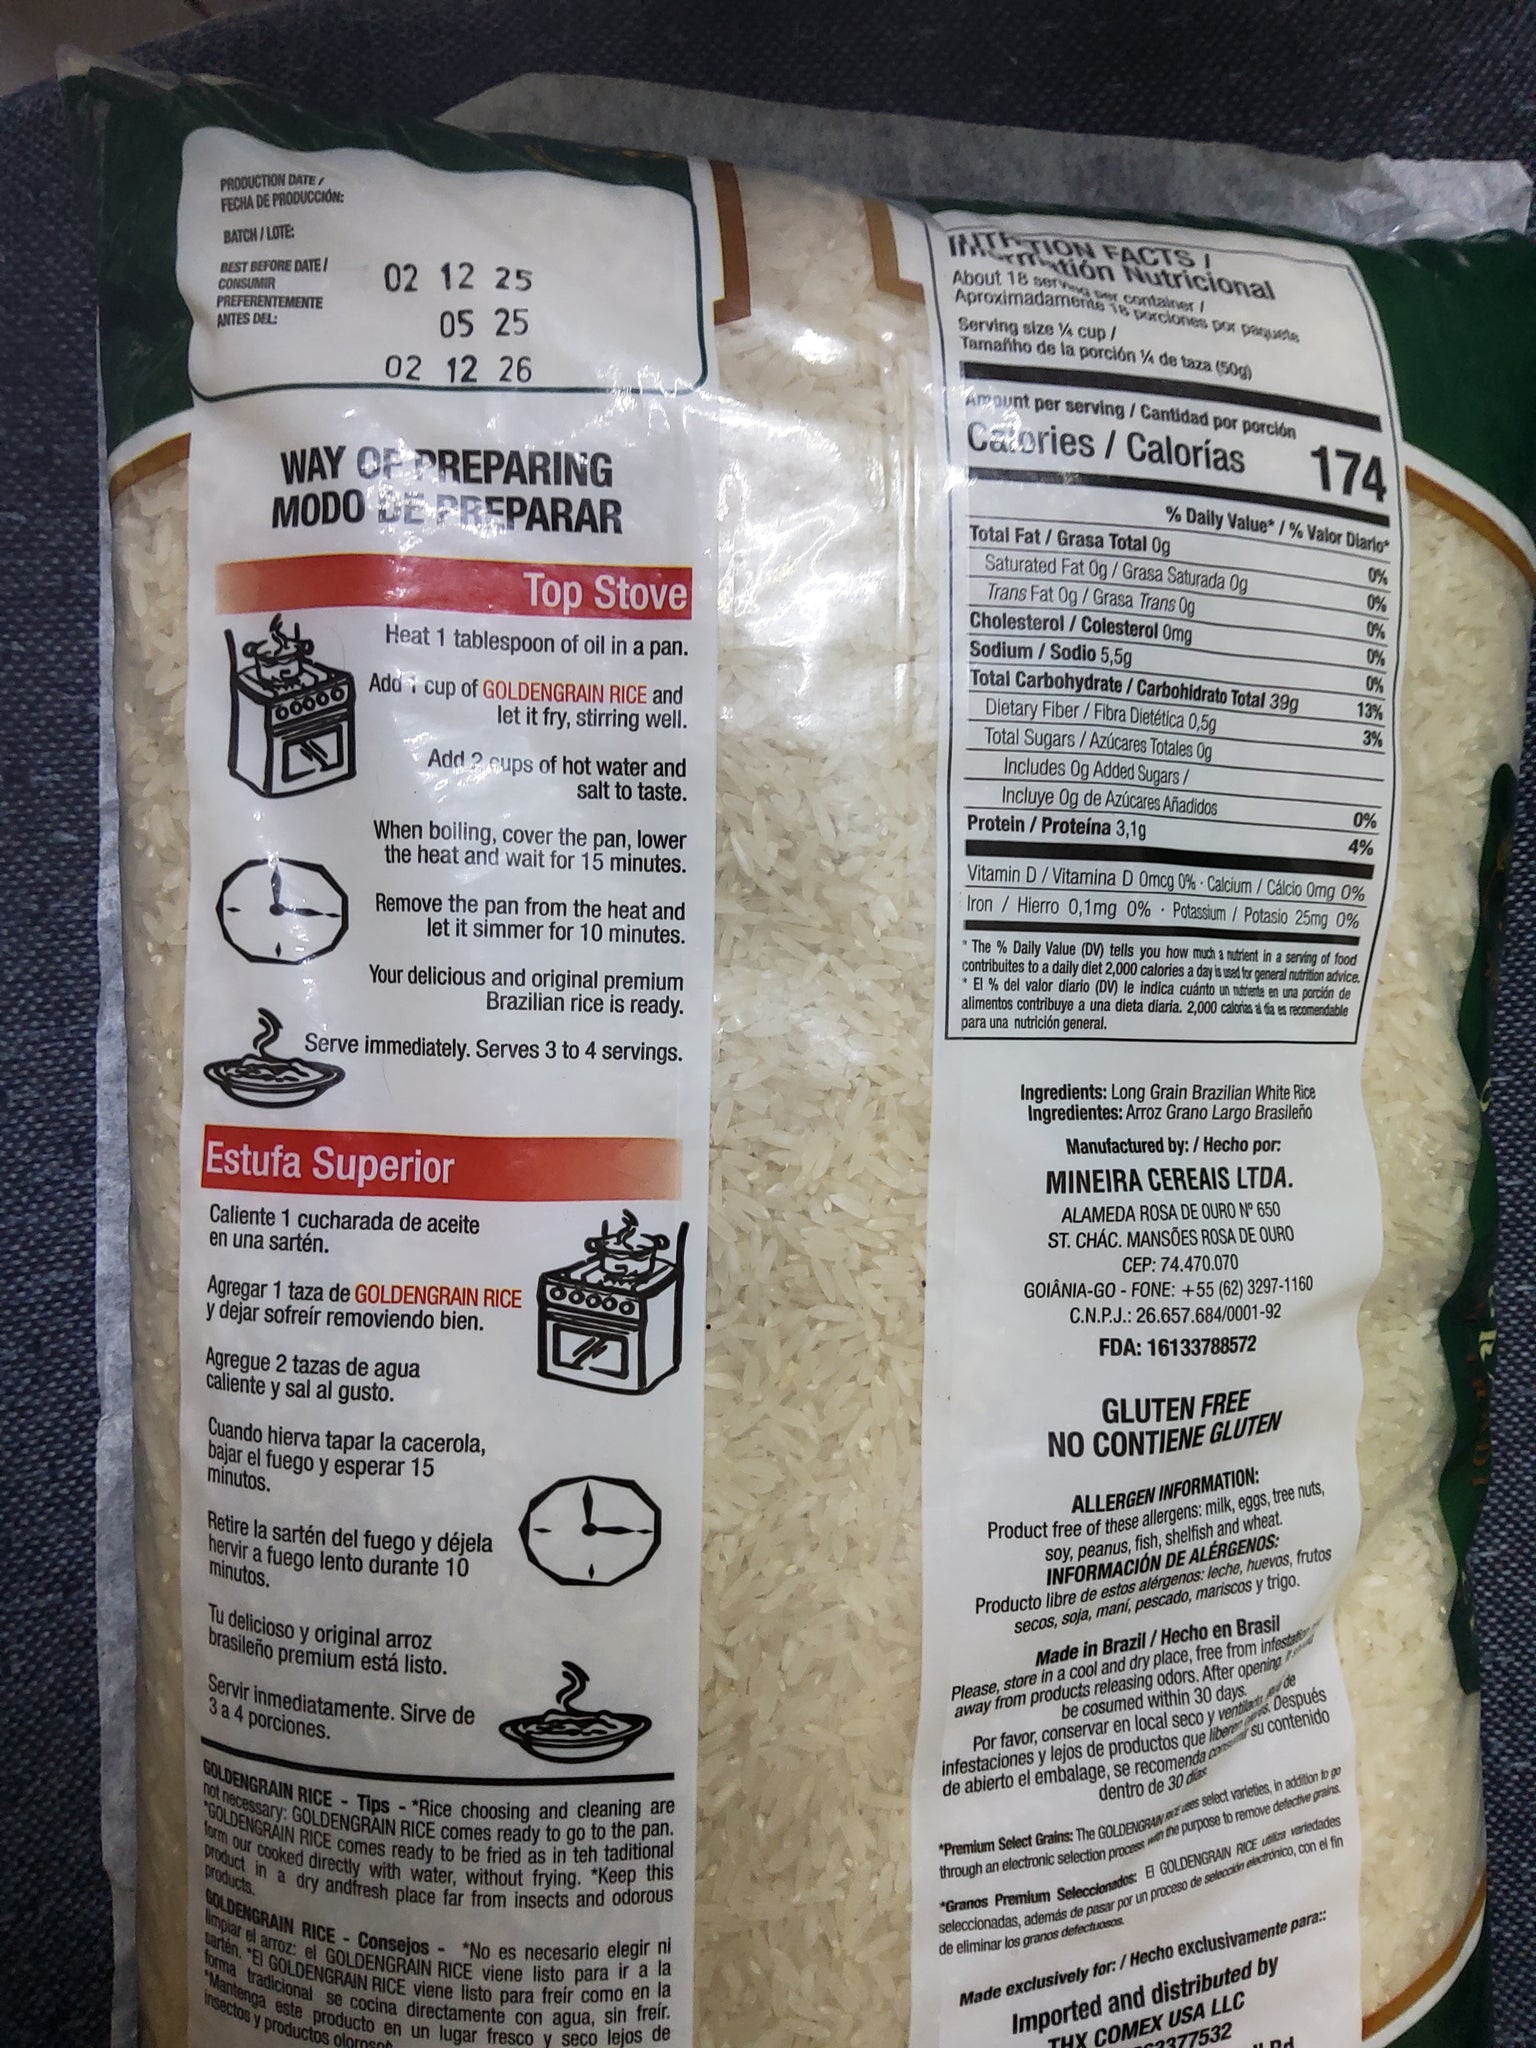 PRODUCTION DATE /
FECHA DE PRODUCCIÓN:
BATCH / LOTE:
BEST BEFORE DATE /
CONSUMIR
PREFERENTEMENTE
ANTES DEL:
02 12 25
05 25
02 12 26
WAY OF PREPARING
MODO DE PREPARAR
Top Stove
Heat 1 tablespoon of oil in a pan.
Add 1 cup of GOLDENGRAIN RICE and
let it fry, stirring well.
Add 2 cups of hot water and
salt to taste.
When boiling, cover the pan, lower
the heat and wait for 15 minutes.
Remove the pan from the heat and
let it simmer for 10 minutes.
Your delicious and original premium
Brazilian rice is ready.
Serve immediately. Serves 3 to 4 servings.
Estufa Superior
Caliente 1 cucharada de aceite
en una sartén.
Agregar 1 taza de GOLDENGRAIN RICE
y dejar sofreír removiendo bien.
Agregue 2 tazas de agua
caliente y sal al gusto.
Cuando hierva tapar la cacerola,
bajar el fuego y esperar 15
minutos.
Retire la sartén del fuego y déjela
hervir a fuego lento durante 10
minutos.
Tu delicioso y original arroz
brasileño premium está listo.
Servir inmediatamente. Sirve de
3 a 4 porciones.
GOLDENGRAIN RICE - Tips - *Rice choosing and cleaning are
not necessary: GOLDENGRAIN RICE comes ready to go to the pan.
*GOLDENGRAIN RICE comes ready to be fried as in teh taditional
form our cooked directly with water, without frying. *Keep this
product in a dry andfresh place far from insects and odorous
products.
GOLDENGRAIN RICE - Consejos - *No es necesario elegir ni
limpiar el arroz: el GOLDENGRAIN RICE viene listo para ir a la
sartén. *El GOLDENGRAIN RICE viene listo para freír como en la
forma tradicional se cocina directamente con agua, sin freír.
*Mantenga este producto en un lugar fresco y seco lejos de
insectos y productos
NUTRITION FACTS /
Información Nutricional
About 18 serving per container /
Aproximadamente 18 porciones por paquete
Serving size ¼ cup /
Tamañho de la porción ¼ de taza (50g)
Amount per serving / Cantidad por porción
Calories / Calorías 174
% Daily Value* / % Valor Diario*
Total Fat / Grasa Total 0g 0%
Saturated Fat 0g / Grasa Saturada 0g 0%
Trans Fat 0g / Grasa Trans 0g 0%
Cholesterol / Colesterol 0mg 0%
Sodium / Sodio 5,5g 0%
Total Carbohydrate / Carbohidrato Total 39g 13%
Dietary Fiber / Fibra Dietética 0,5g 3%
Total Sugars / Azúcares Totales 0g
Includes 0g Added Sugars /
Incluye 0g de Azúcares Añadidos 0%
Protein / Proteína 3,1g 4%
Vitamin D / Vitamina D 0mcg 0% · Calcium / Cálcio 0mg 0%
Iron / Hierro 0,1mg 0% · Potassium / Potasio 25mg 0%
* The % Daily Value (DV) tells you how much a nutrient in a serving of food
contribuites to a daily diet 2,000 calories a day is used for general nutrition advice.
* El % del valor diario (DV) le indica cuánto un nutriente en una porción de
alimentos contribuye a una dieta diaria. 2,000 calorias al dia es recomendable
para una nutrición general.
Ingredients: Long Grain Brazilian White Rice
Ingredientes: Arroz Grano Largo Brasileño
Manufactured by: / Hecho por:
MINEIRA CEREAIS LTDA.
ALAMEDA ROSA DE OURO Nº 650
ST. CHÁC. MANSÕES ROSA DE OURO
CEP: 74.470.070
GOIÂNIA-GO - FONE: +55 (62) 3297-1160
C.N.P.J.: 26.657.684/0001-92
FDA: 16133788572
GLUTEN FREE
NO CONTIENE GLUTEN
ALLERGEN INFORMATION:
Product free of these allergens: milk, eggs, tree nuts,
soy, peanus, fish, shelfish and wheat.
INFORMACIÓN DE ALÉRGENOS:
Producto libre de estos alérgenos: leche, huevos, frutos
secos, soja, maní, pescado, mariscos y trigo.
Made in Brazil / Hecho en Brasil
Please, store in a cool and dry place, free from infestation
away from products releasing odors. After opening,
be cosumed within 30 days.
Por favor, conservar en local seco y ventilado de
infestaciones y lejos de productos que liberen Después
de abierto el embalage, se recomenda consumir su contenido
dentro de 30 días
*Premium Select Grains: The GOLDENGRAIN RICE uses select varieties, in addition to go
through an electronic selection process with the purpose to remove defective grains.
*Granos Premium Seleccionados: El GOLDENGRAIN RICE utiliza variedades
seleccionadas, además de pasar por un proceso de selección electrónico, con el fin
de eliminar los granos defectuosos.
Made exclusively for: / Hecho exclusivamente para::
Imported and distributed by
THX COMEX USA LLC
3377532
Rd